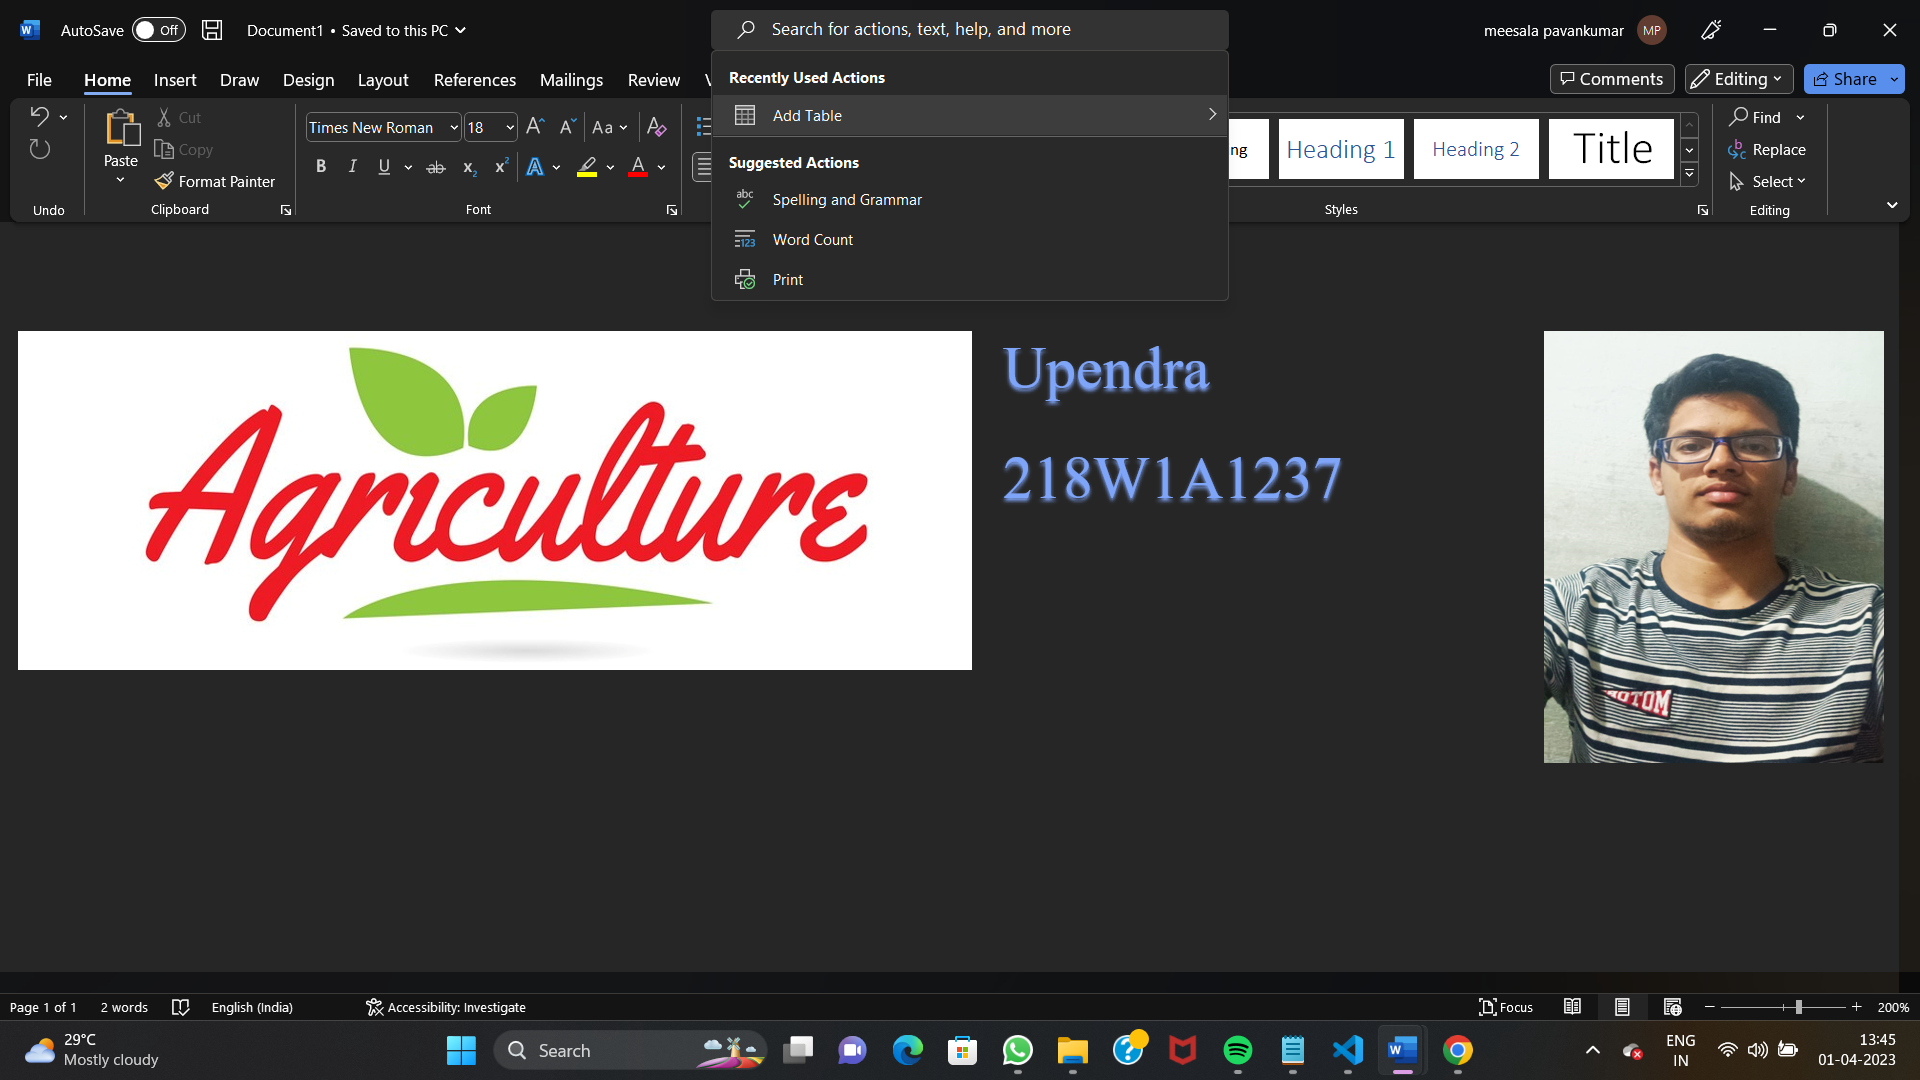 AutoSave Off Document1 • Saved to this PC Search for actions, text, help, and more meesala pavankumar MP
File Home Insert Draw Design Layout References Mailings Review Comments Editing Share
Recently Used Actions
Add Table
Suggested Actions
Spelling and Grammar
Word Count
Print
Paste Cut
Copy
Format Painter
Times New Roman 18
Aa
B I U ab x₂ x² A A
Heading 1 Heading 2 Title
Find
Replace
Select
Undo Clipboard Font Styles Editing
Agriculture
Upendra
218W1A1237
Page 1 of 1 2 words English (India) Accessibility: Investigate Focus 200%
29°C
Mostly cloudy
Search
ENG
IN
13:45
01-04-2023